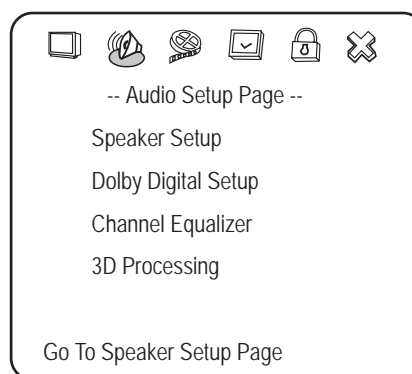 -- Audio Setup Page --
Speaker Setup
Dolby Digital Setup
Channel Equalizer
3D Processing
Go To Speaker Setup Page